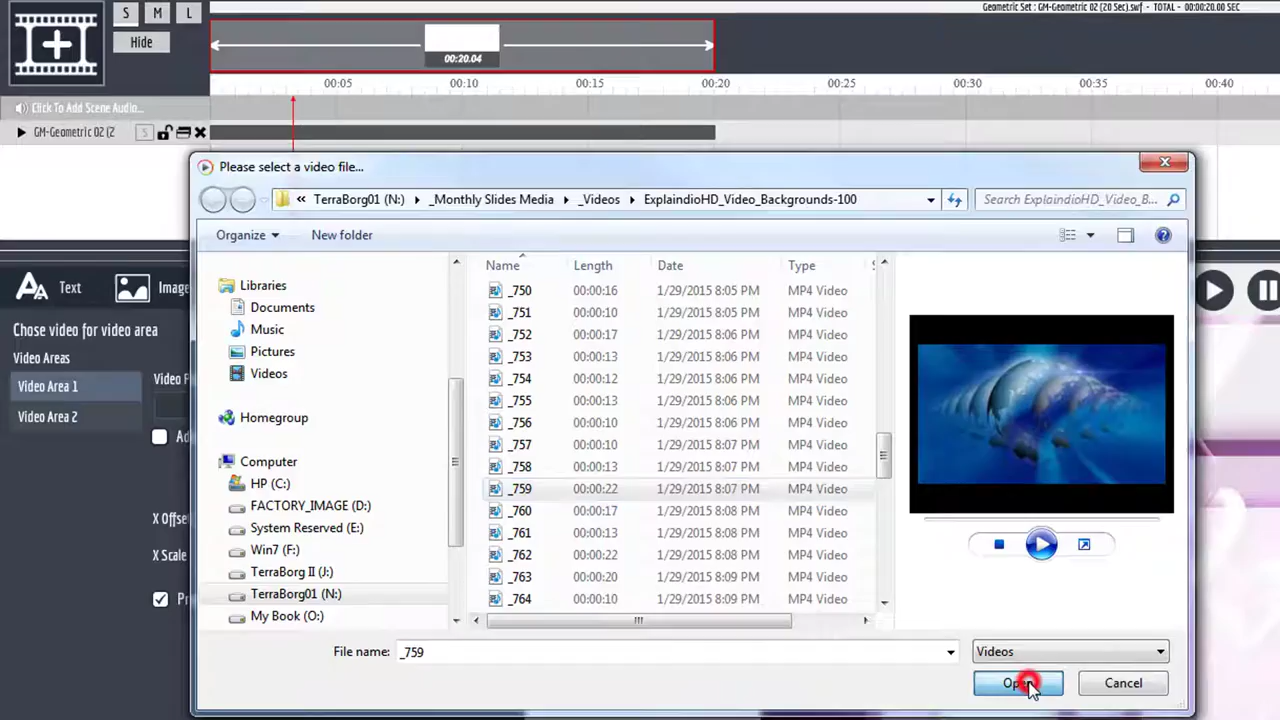 Geometric Set : GM-Geometric 02 (20 Sec).swf - TOTAL - 00:00:20.00 SEC
S M L
Hide
00:20.04
00:05 00:10 00:15 00:20 00:25 00:30 00:35 00:40
Click To Add Scene Audio...
GM-Geometric 02 (2 S
Please select a video file...
« TerraBorg01 (N:) _Monthly Slides Media _Videos ExplaindioHD_Video_Backgrounds-100 Search ExplaindioHD_Video_B...
Organize New folder
Text Image
Chose video for video area
Video Areas
Video Area 1
Video Area 2
X Scale
Libraries
Documents
Music
Pictures
Videos
Homegroup
Computer
HP (C:)
FACTORY_IMAGE (D:)
System Reserved (E:)
Win7 (F:)
TerraBorg II (J:)
TerraBorg01 (N:)
My Book (O:)
Name Length Date Type
_750 00:00:16 1/29/2015 8:05 PM MP4 Video
_751 00:00:10 1/29/2015 8:05 PM MP4 Video
_752 00:00:17 1/29/2015 8:06 PM MP4 Video
_753 00:00:13 1/29/2015 8:06 PM MP4 Video
_754 00:00:12 1/29/2015 8:06 PM MP4 Video
_755 00:00:13 1/29/2015 8:06 PM MP4 Video
_756 00:00:10 1/29/2015 8:06 PM MP4 Video
_757 00:00:10 1/29/2015 8:07 PM MP4 Video
_758 00:00:13 1/29/2015 8:07 PM MP4 Video
_759 00:00:22 1/29/2015 8:07 PM MP4 Video
_760 00:00:17 1/29/2015 8:08 PM MP4 Video
_761 00:00:13 1/29/2015 8:08 PM MP4 Video
_762 00:00:22 1/29/2015 8:08 PM MP4 Video
_763 00:00:20 1/29/2015 8:09 PM MP4 Video
_764 00:00:10 1/29/2015 8:09 PM MP4 Video
File name: _759 Videos
Open Cancel